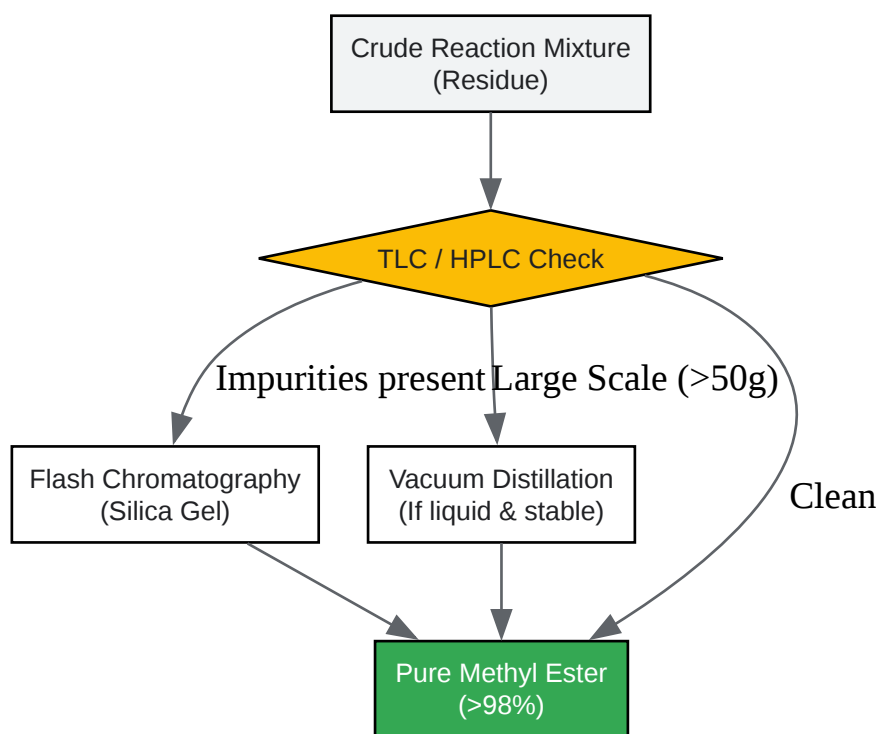 Crude Reaction Mixture
(Residue)
TLC / HPLC Check
Impurities present
Large Scale (>50g)
Flash Chromatography
(Silica Gel)
Vacuum Distillation
(If liquid & stable)
Clean
Pure Methyl Ester
(>98%)